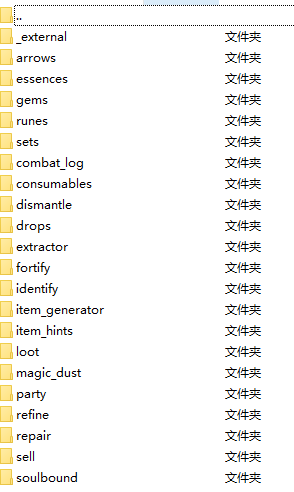 ..
_external 文件夹
arrows 文件夹
essences 文件夹
gems 文件夹
runes 文件夹
sets 文件夹
combat_log 文件夹
consumables 文件夹
dismantle 文件夹
drops 文件夹
extractor 文件夹
fortify 文件夹
identify 文件夹
item_generator 文件夹
item_hints 文件夹
loot 文件夹
magic_dust 文件夹
party 文件夹
refine 文件夹
repair 文件夹
sell 文件夹
soulbound 文件夹